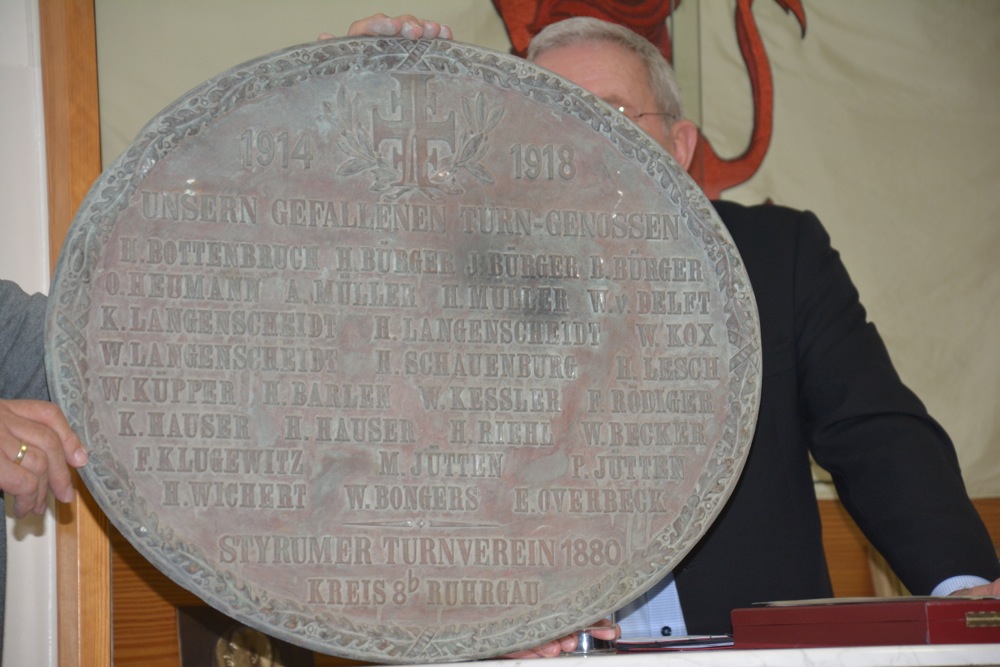 1914 1918
UNSERN GEFALLENEN TURN-GENOSSEN
H. BOTTENBRUCH H. BÜRGER J. BÜRGER B. BÜRGER
O. HEUMANN A. MÜLLER H. MÜLLER W. v. DELFT
K. LANGENSCHEIDT H. LANGENSCHEIDT W. KOX
W. LANGENSCHEIDT H. SCHAUENBURG H. LESCH
W. KÜPPER H. BARLEN W. KESSLER F. RÖDIGER
K. HAUSER H. HAUSER H. RIEHL W. BECKER
F. KLUGEWITZ M. JÜTTEN P. JÜTTEN
H. WICHERT W. BONGERS E. OVERBECK
STYRUMER TURNVEREIN 1880
KREIS 8b RUHRGAU